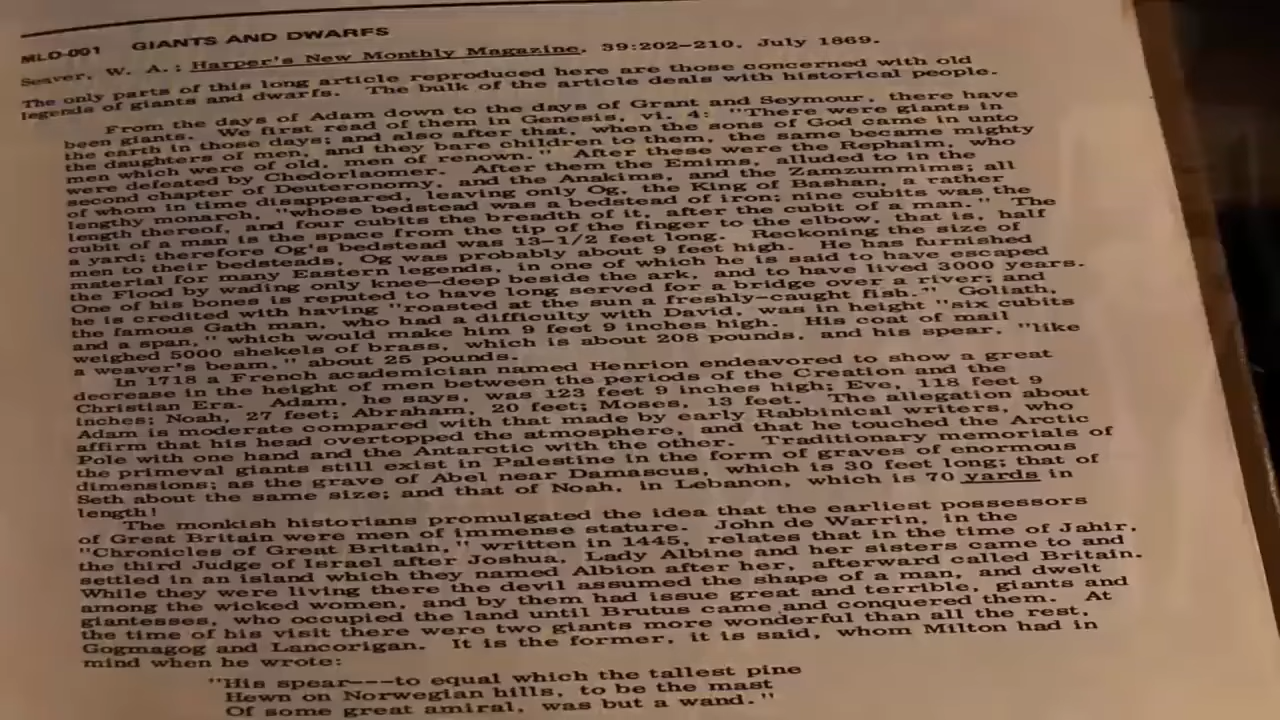 MLO-001 GIANTS AND DWARFS
Seaver, W. A.; Harper's New Monthly Magazine, 39:202-210, July 1869.
The only parts of this long article reproduced here are those concerned with old
legends of giants and dwarfs. The bulk of the article deals with historical people.
From the days of Adam down to the days of Grant and Seymour, there have
been giants. We first read of them in Genesis, vi. 4: "There were giants in
the earth in those days; and also after that, when the sons of God came in unto
the daughters of men, and they bare children to them, the same became mighty
men which were of old, men of renown." After these were the Rephaim, who
were defeated by Chedorlaomer. After them the Emims, alluded to in the
second chapter of Deuteronomy, and the Anakims, and the Zamzummims; all
of whom in time disappeared, leaving only Og, the King of Bashan, a rather
lengthy monarch, "whose bedstead was a bedstead of iron; nine cubits was the
length thereof, and four cubits the breadth of it, after the cubit of a man." The
cubit of a man is the space from the tip of the finger to the elbow, that is, half
a yard; therefore Og's bedstead was 13-1/2 feet long. Reckoning the size of
men to their bedsteads, Og was probably about 9 feet high. He has furnished
material for many Eastern legends, in one of which he is said to have escaped
the Flood by wading only knee-deep beside the ark, and to have lived 3000 years.
One of his bones is reputed to have long served for a bridge over a river; and
he is credited with having "roasted at the sun a freshly-caught fish." Goliath,
the famous Gath man, who had a difficulty with David, was in height "six cubits
and a span," which would make him 9 feet 9 inches high. His coat of mail
weighed 5000 shekels of brass, which is about 208 pounds, and his spear, "like
a weaver's beam," about 25 pounds.
In 1718 a French academician named Henrion endeavored to show a great
decrease in the height of men between the periods of the Creation and the
Christian Era. Adam, he says, was 123 feet 9 inches high; Eve, 118 feet 9
inches; Noah, 27 feet; Abraham, 20 feet; Moses, 13 feet. The allegation about
Adam is moderate compared with that made by early Rabbinical writers, who
affirm that his head overtopped the atmosphere, and that he touched the Arctic
Pole with one hand and the Antarctic with the other. Traditionary memorials of
the primeval giants still exist in Palestine in the form of graves of enormous
dimensions; as the grave of Abel near Damascus, which is 30 feet long; that of
Seth about the same size; and that of Noah, in Lebanon, which is 70 yards in
length!
The monkish historians promulgated the idea that the earliest possessors
of Great Britain were men of immense stature. John de Warrin, in the
"Chronicles of Great Britain," written in 1445, relates that in the time of Jahir,
the third Judge of Israel after Joshua, Lady Albine and her sisters came to and
settled in an island which they named Albion after her, afterward called Britain.
While they were living there the devil assumed the shape of a man, and dwelt
among the wicked women, and by them had issue great and terrible, giants and
giantesses, who occupied the land until Brutus came and conquered them. At
the time of his visit there were two giants more wonderful than all the rest,
Gogmagog and Lancorigan. It is the former, it is said, whom Milton had in
mind when he wrote:
"His spear---to equal which the tallest pine
Hewn on Norwegian hills, to be the mast
Of some great amiral, was but a wand."